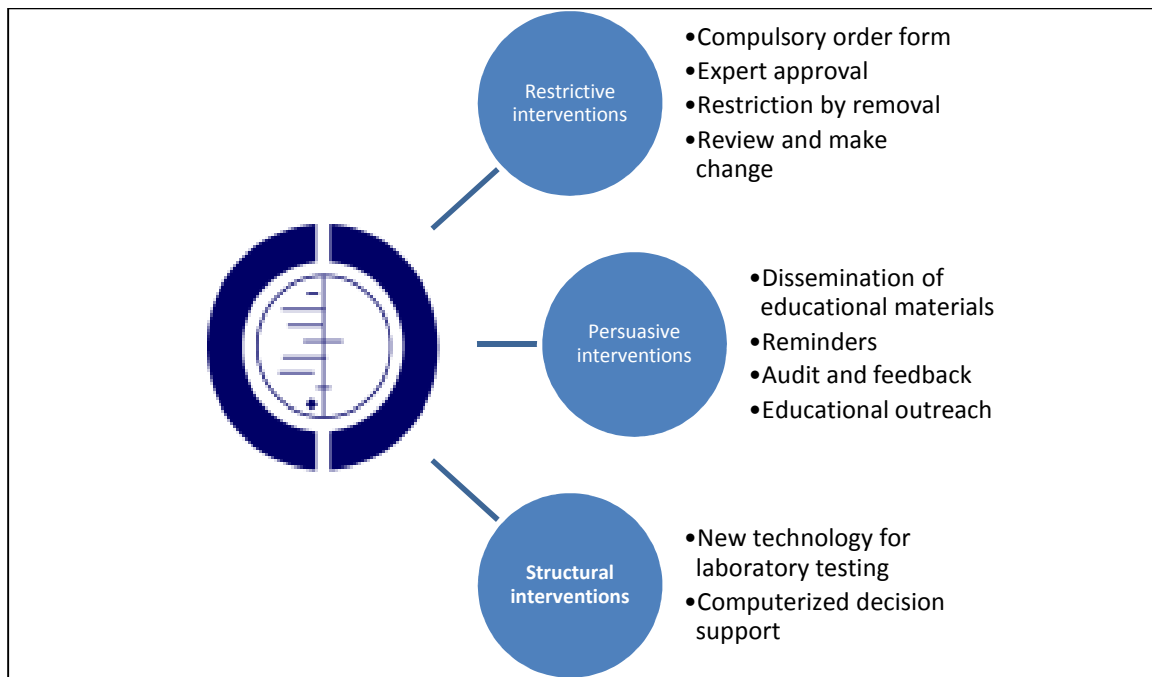 Restrictive
interventions
•Compulsory order form
•Expert approval
•Restriction by removal
•Review and make
change
Persuasive
interventions
•Dissemination of
educational materials
•Reminders
•Audit and feedback
•Educational outreach
Structural
interventions
•New technology for
laboratory testing
•Computerized decision
support